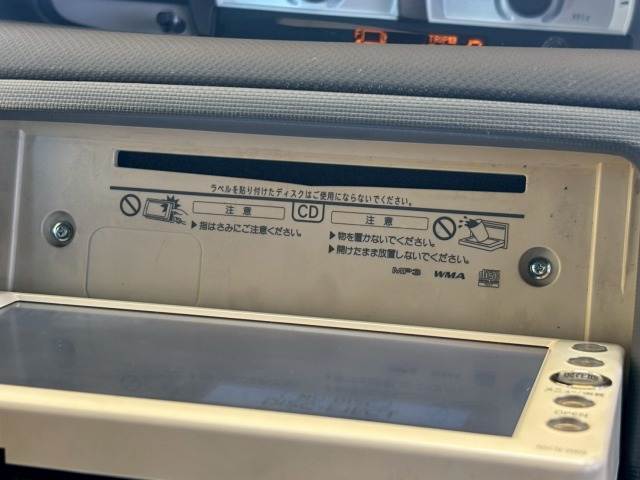 TRIP
ラベルを貼り付けたディスクはご使用にならないでください。
注意 CD 注意
▶指はさみにご注意ください。
▶物を置かないでください。
▶開けたまま放置しないでください。
MP3 WMA
OPEN